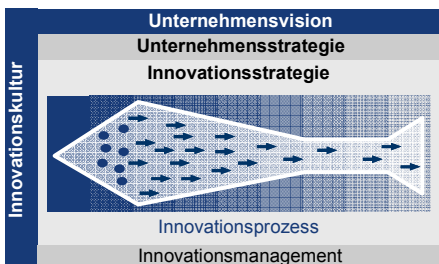 Innovationskultur
Unternehmensvision
Unternehmensstrategie
Innovationsstrategie
Innovationsprozess
Innovationsmanagement